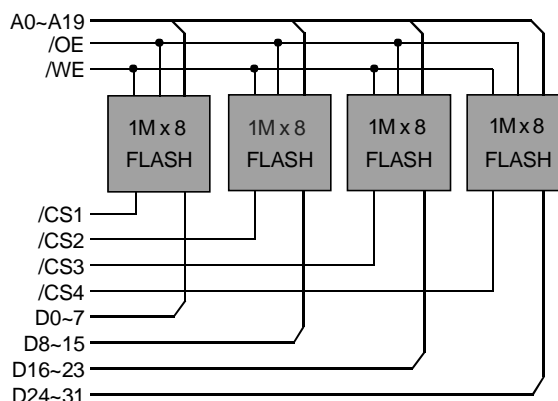 A0~A19
/OE
/WE
1M x 8
FLASH
1M x 8
FLASH
1M x 8
FLASH
1M x 8
FLASH
/CS1
/CS2
/CS3
/CS4
D0~7
D8~15
D16~23
D24~31